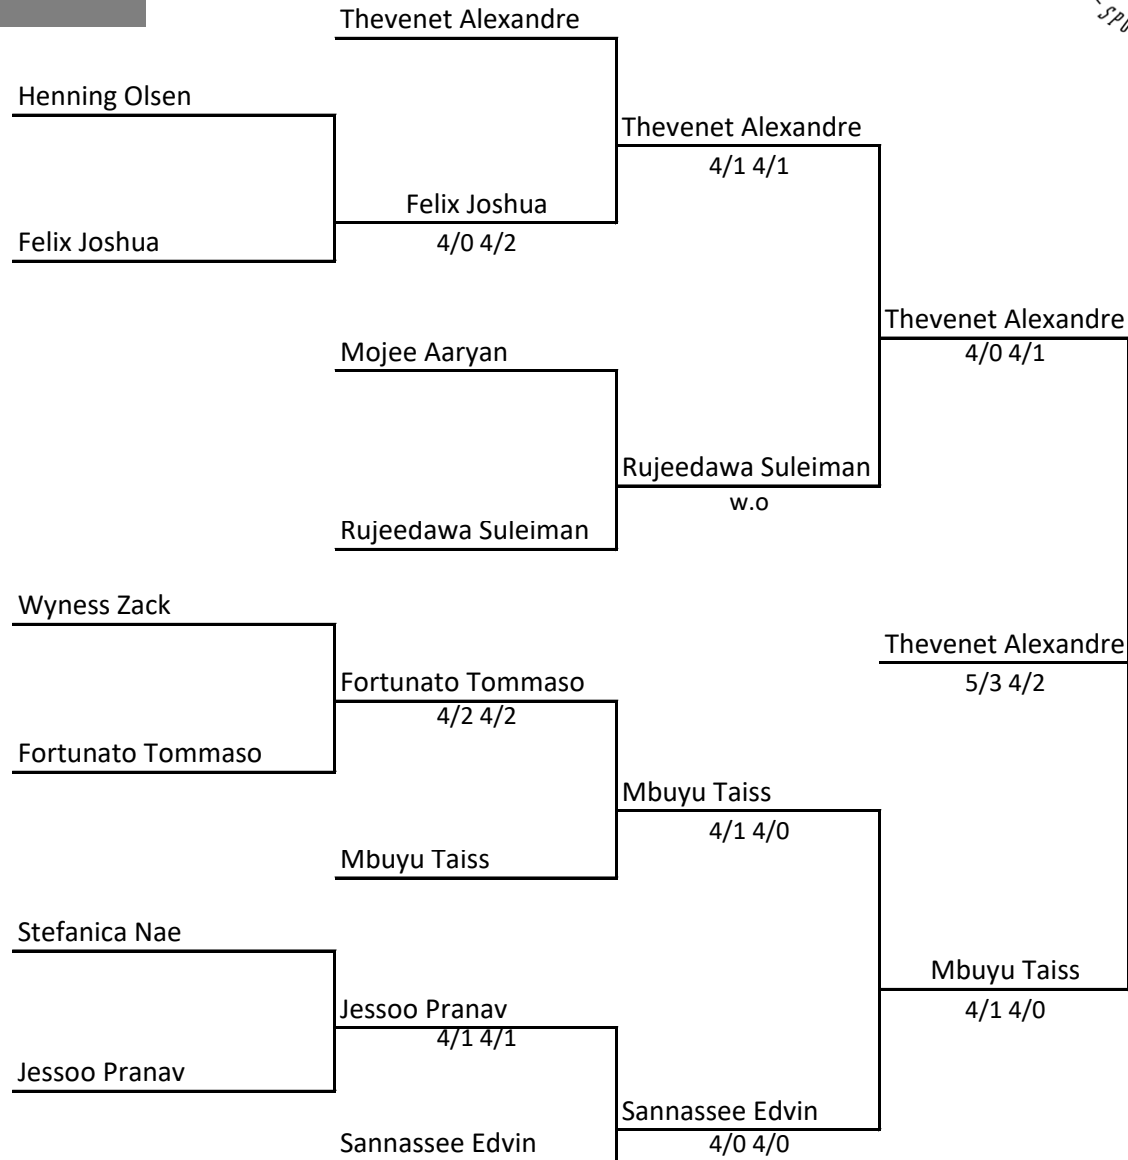 Thevenet Alexandre
Henning Olsen
Thevenet Alexandre
4/1 4/1
Felix Joshua
4/0 4/2
Felix Joshua
Thevenet Alexandre
4/0 4/1
Mojee Aaryan
Rujeedawa Suleiman
w.o
Rujeedawa Suleiman
Wyness Zack
Thevenet Alexandre
5/3 4/2
Fortunato Tommaso
4/2 4/2
Fortunato Tommaso
Mbuyu Taiss
4/1 4/0
Mbuyu Taiss
Stefanica Nae
Mbuyu Taiss
4/1 4/0
Jessoo Pranav
4/1 4/1
Jessoo Pranav
Sannassee Edvin
4/0 4/0
Sannassee Edvin